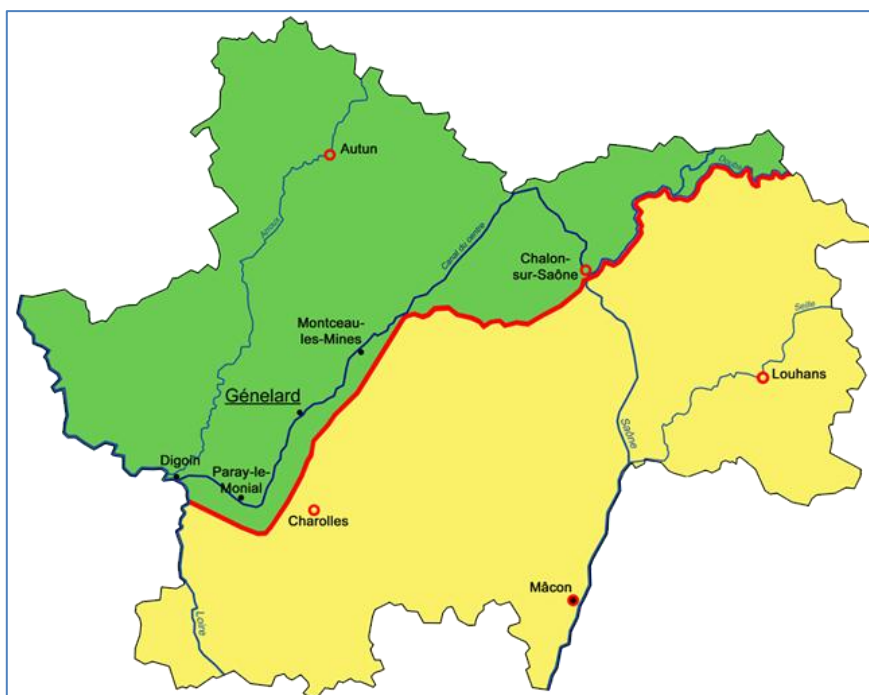 Autun
Arroux
Doubs
Canal du centre
Chalon-
sur-Saône
Montceau-
les-Mines
Seille
Louhans
Génelard
Saône
Digoin
Paray-le-
Monial
Charolles
Mâcon
Loire